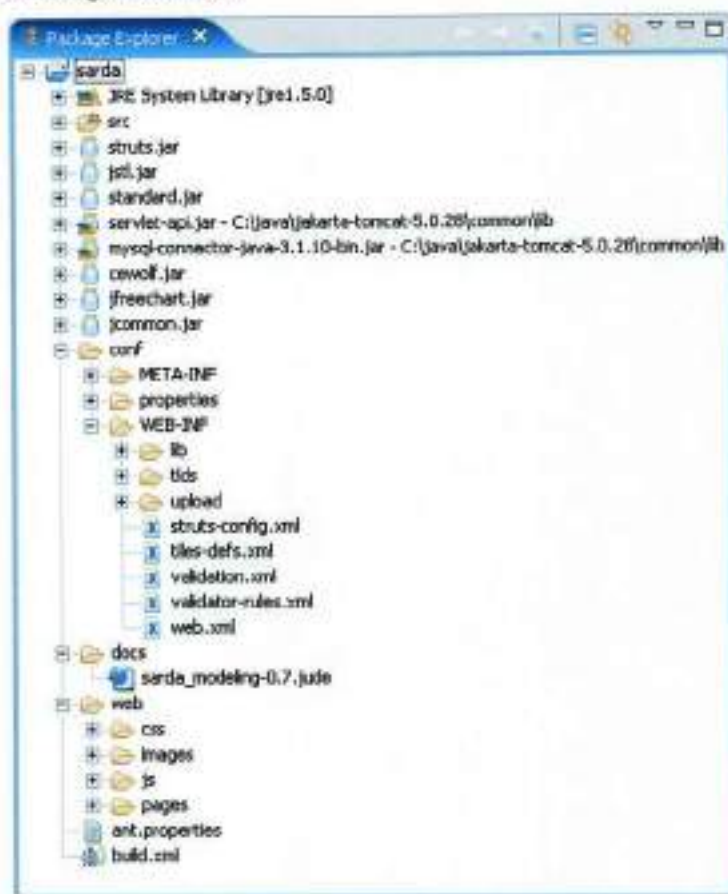 Package Explorer
sarda
JRE System Library [jre1.5.0]
src
struts.jar
jstl.jar
standard.jar
servlet-api.jar - C:\java\jakarta-tomcat-5.0.28\common\lib
mysql-connector-java-3.1.10-bin.jar - C:\java\jakarta-tomcat-5.0.28\common\lib
cewolf.jar
jfreechart.jar
jcommon.jar
conf
META-INF
properties
WEB-INF
lib
tlds
upload
struts-config.xml
tiles-defs.xml
validation.xml
validator-rules.xml
web.xml
docs
sarda_modeling-0.7.jude
web
css
images
js
pages
ant.properties
build.xml